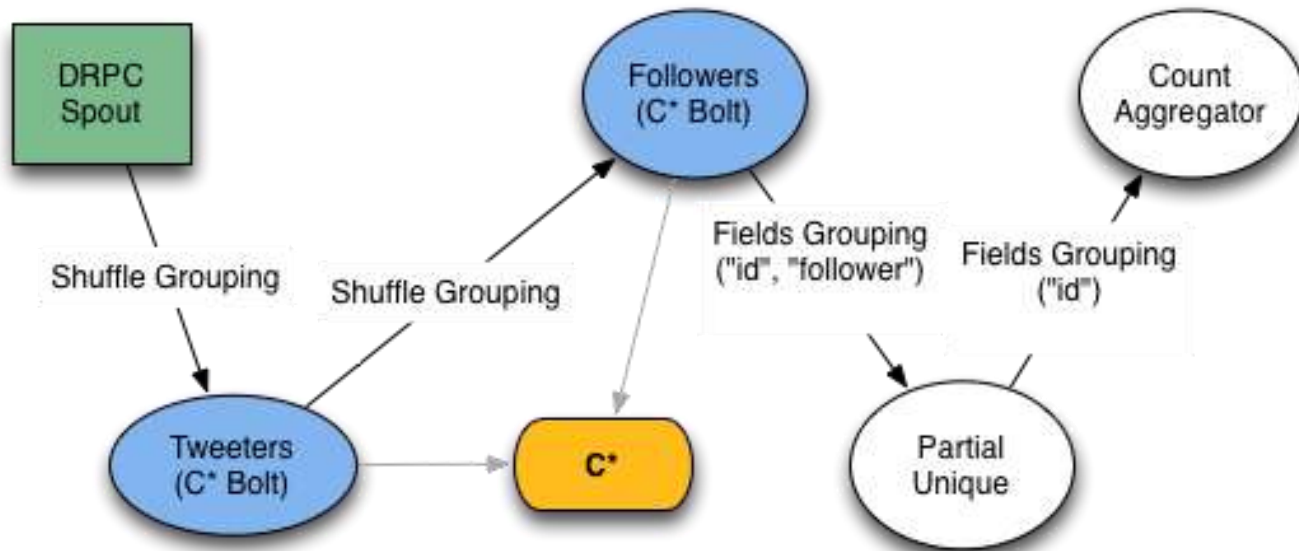 DRPC
Spout
Followers
(C* Bolt)
Count
Aggregator
Shuffle Grouping
Shuffle Grouping
Fields Grouping
("id", "follower")
Fields Grouping
("id")
Tweeters
(C* Bolt)
C*
Partial
Unique